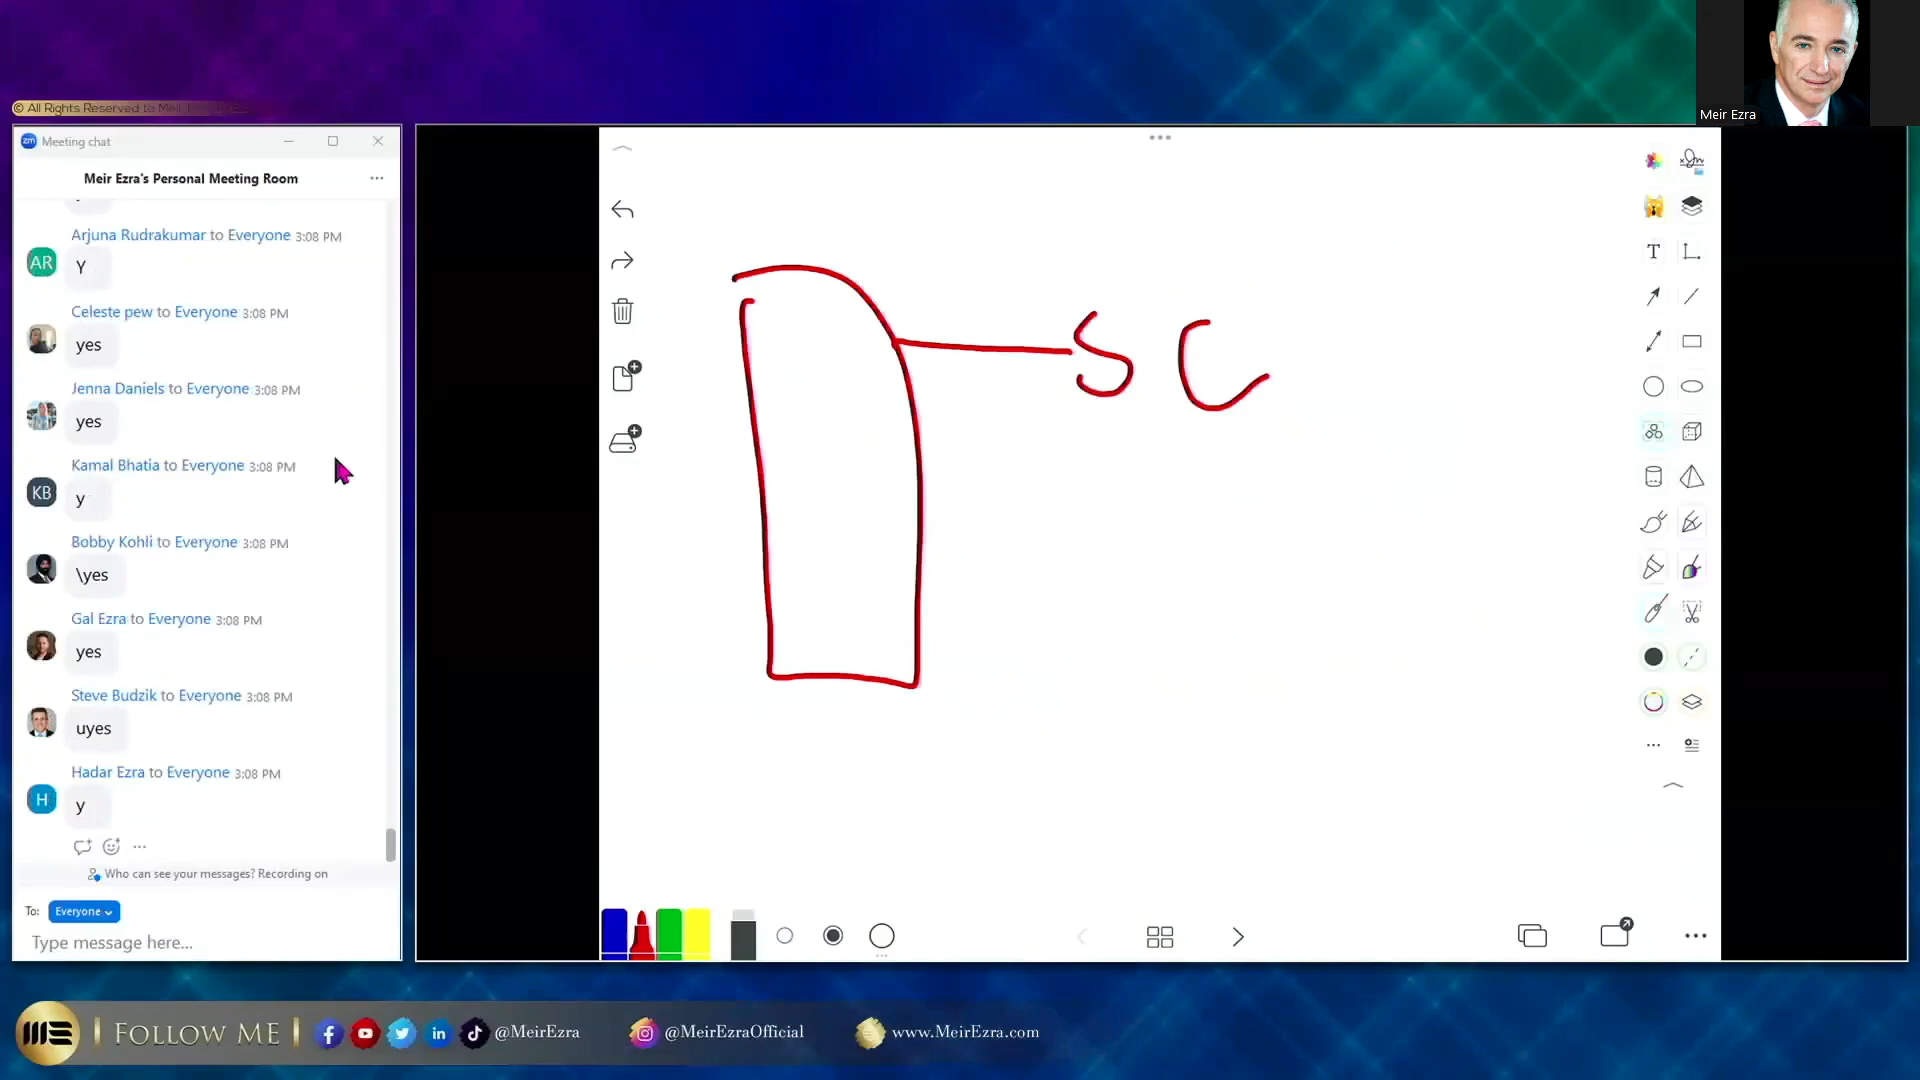 Meir Ezra
© All Rights Reserved to Meir
zm Meeting chat
Meir Ezra's Personal Meeting Room
Arjuna Rudrakumar to Everyone 3:08 PM
AR
Y
Celeste pew to Everyone 3:08 PM
yes
Jenna Daniels to Everyone 3:08 PM
yes
Kamal Bhatia to Everyone 3:08 PM
KB
y
Bobby Kohli to Everyone 3:08 PM
\yes
Gal Ezra to Everyone 3:08 PM
yes
Steve Budzik to Everyone 3:08 PM
uyes
Hadar Ezra to Everyone 3:08 PM
H
y
Who can see your messages? Recording on
To: Everyone
Type message here...
S C
T
ME FOLLOW ME @MeirEzra @MeirEzraOfficial www.MeirEzra.com